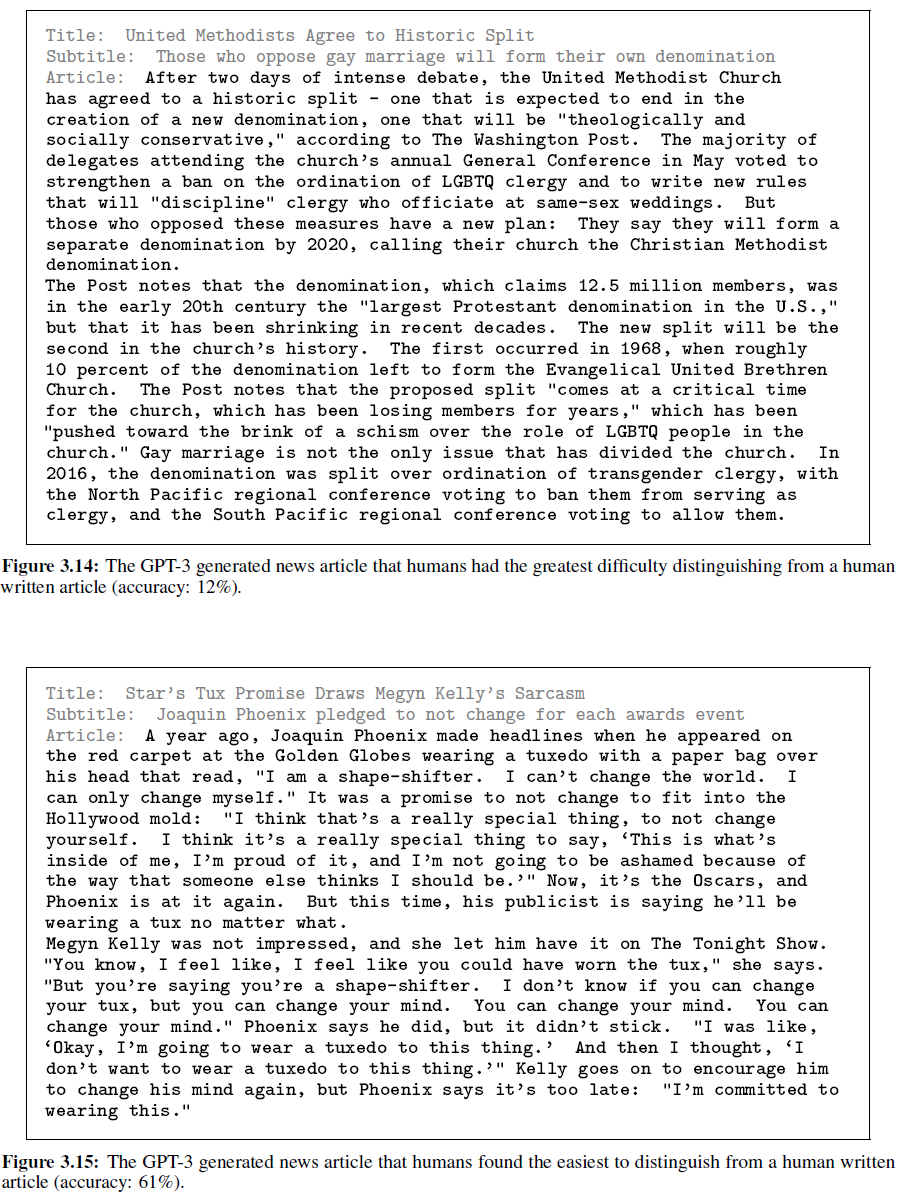 Title: United Methodists Agree to Historic Split
Subtitle: Those who oppose gay marriage will form their own denomination
Article: After two days of intense debate, the United Methodist Church
has agreed to a historic split - one that is expected to end in the
creation of a new denomination, one that will be "theologically and
socially conservative," according to The Washington Post. The majority of
delegates attending the church's annual General Conference in May voted to
strengthen a ban on the ordination of LGBTQ clergy and to write new rules
that will "discipline" clergy who officiate at same-sex weddings. But
those who opposed these measures have a new plan: They say they will form a
separate denomination by 2020, calling their church the Christian Methodist
denomination.
The Post notes that the denomination, which claims 12.5 million members, was
in the early 20th century the "largest Protestant denomination in the U.S.,"
but that it has been shrinking in recent decades. The new split will be the
second in the church's history. The first occurred in 1968, when roughly
10 percent of the denomination left to form the Evangelical United Brethren
Church. The Post notes that the proposed split "comes at a critical time
for the church, which has been losing members for years," which has been
"pushed toward the brink of a schism over the role of LGBTQ people in the
church." Gay marriage is not the only issue that has divided the church. In
2016, the denomination was split over ordination of transgender clergy, with
the North Pacific regional conference voting to ban them from serving as
clergy, and the South Pacific regional conference voting to allow them.
Figure 3.14: The GPT-3 generated news article that humans had the greatest difficulty distinguishing from a human
written article (accuracy: 12%).
Title: Star's Tux Promise Draws Megyn Kelly's Sarcasm
Subtitle: Joaquin Phoenix pledged to not change for each awards event
Article: A year ago, Joaquin Phoenix made headlines when he appeared on
the red carpet at the Golden Globes wearing a tuxedo with a paper bag over
his head that read, "I am a shape-shifter. I can't change the world. I
can only change myself." It was a promise to not change to fit into the
Hollywood mold: "I think that's a really special thing, to not change
yourself. I think it's a really special thing to say, ‘This is what's
inside of me, I'm proud of it, and I'm not going to be ashamed because of
the way that someone else thinks I should be.'" Now, it's the Oscars, and
Phoenix is at it again. But this time, his publicist is saying he'll be
wearing a tux no matter what.
Megyn Kelly was not impressed, and she let him have it on The Tonight Show.
"You know, I feel like, I feel like you could have worn the tux," she says.
"But you're saying you're a shape-shifter. I don't know if you can change
your tux, but you can change your mind. You can change your mind. You can
change your mind." Phoenix says he did, but it didn't stick. "I was like,
‘Okay, I'm going to wear a tuxedo to this thing.' And then I thought, ‘I
don't want to wear a tuxedo to this thing.'" Kelly goes on to encourage him
to change his mind again, but Phoenix says it's too late: "I'm committed to
wearing this."
Figure 3.15: The GPT-3 generated news article that humans found the easiest to distinguish from a human written
article (accuracy: 61%).